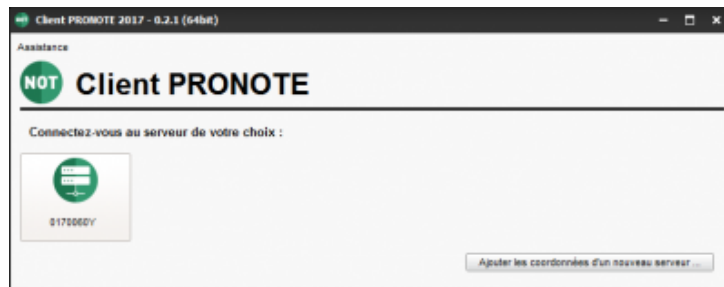 NOT Client PRONOTE 2017 - 0.2.1 (64bit)
Assistance
NOT Client PRONOTE
Connectez-vous au serveur de votre choix :
0170060Y
Ajouter les coordonnées d'un nouveau serveur ...